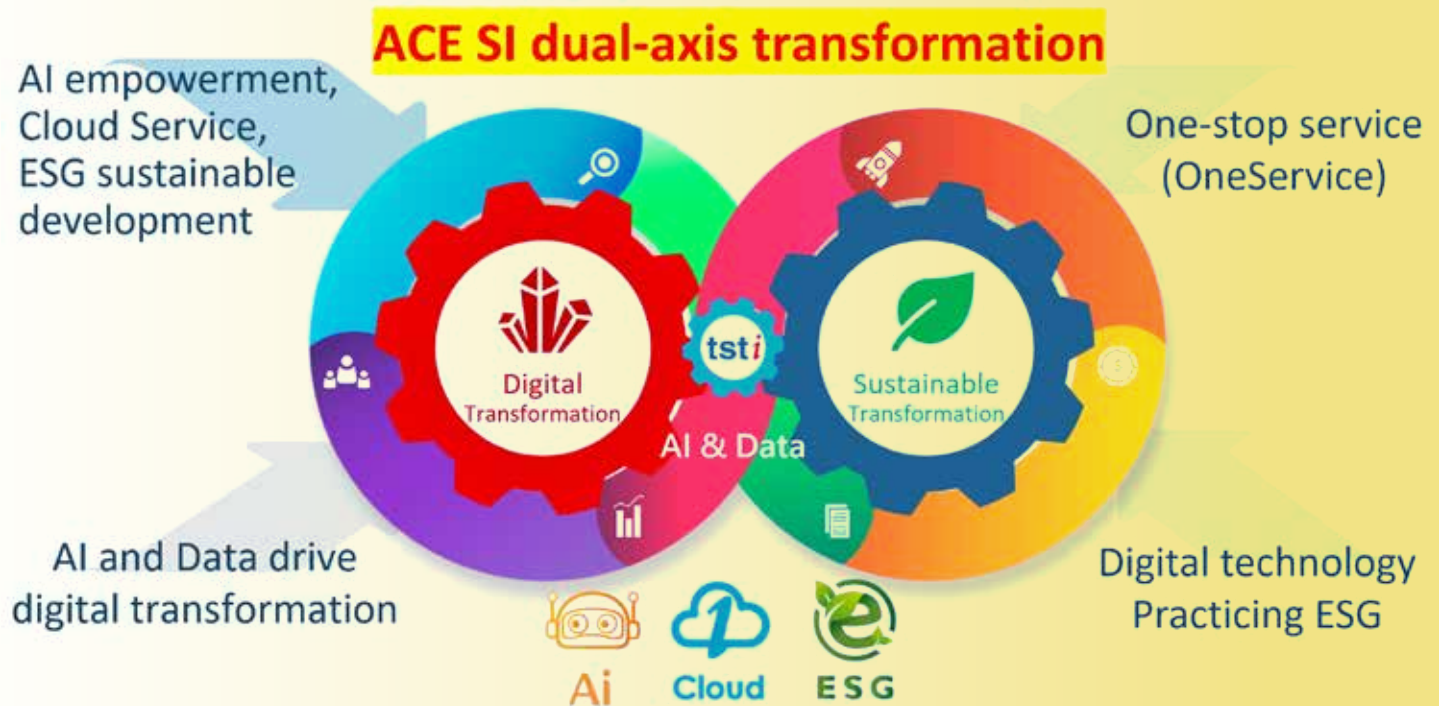 ACE SI dual-axis transformation
AI empowerment,
Cloud Service,
ESG sustainable
development
One-stop service
(OneService)
Digital
Transformation
tsti
Sustainable
Transformation
AI & Data
AI and Data drive
digital transformation
Digital technology
Practicing ESG
Ai
1
Cloud
e
ESG